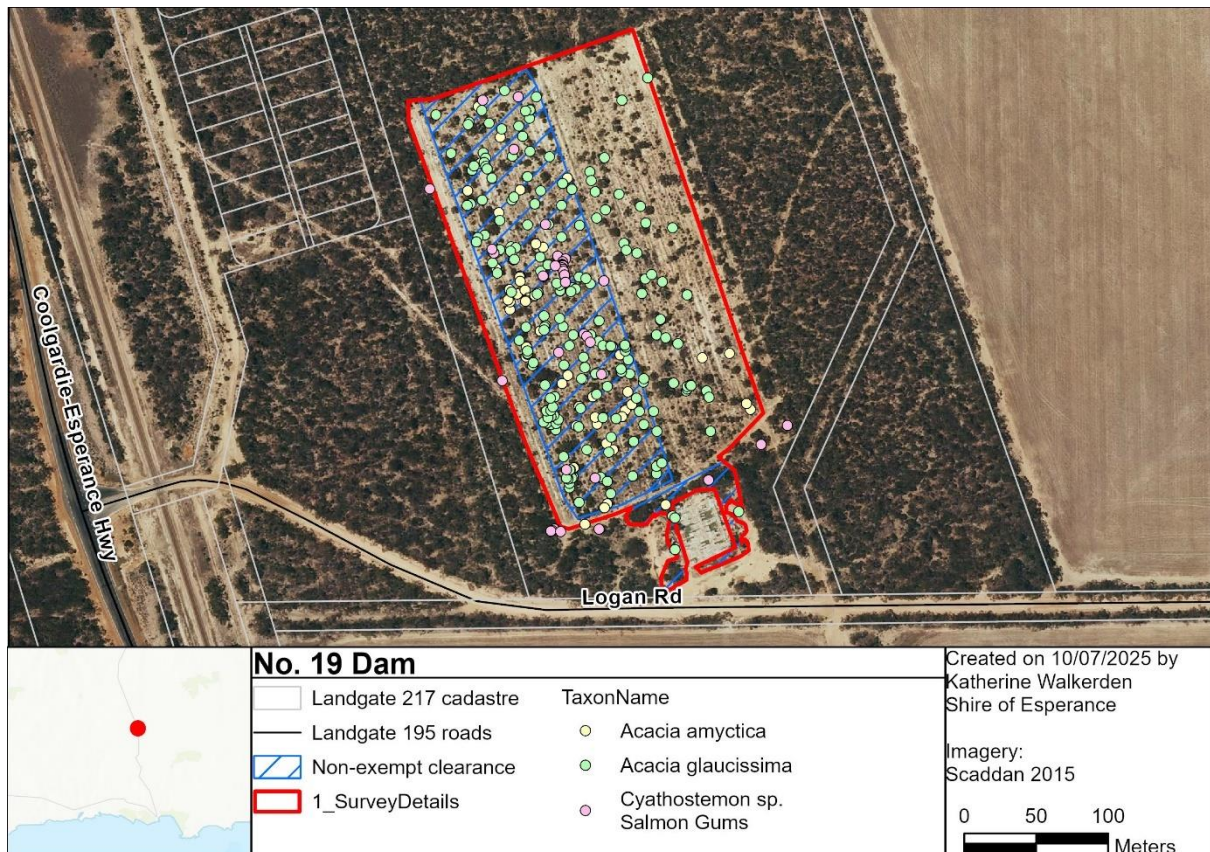 Coolgardie-Esperance Hwy
Logan Rd
No. 19 Dam
Landgate 217 cadastre
Landgate 195 roads
Non-exempt clearance
1_SurveyDetails
TaxonName
Acacia amyctica
Acacia glaucissima
Cyathostemon sp.
Salmon Gums
Created on 10/07/2025 by
Katherine Walkerden
Shire of Esperance
Imagery:
Scaddan 2015
0 50 100
Meters